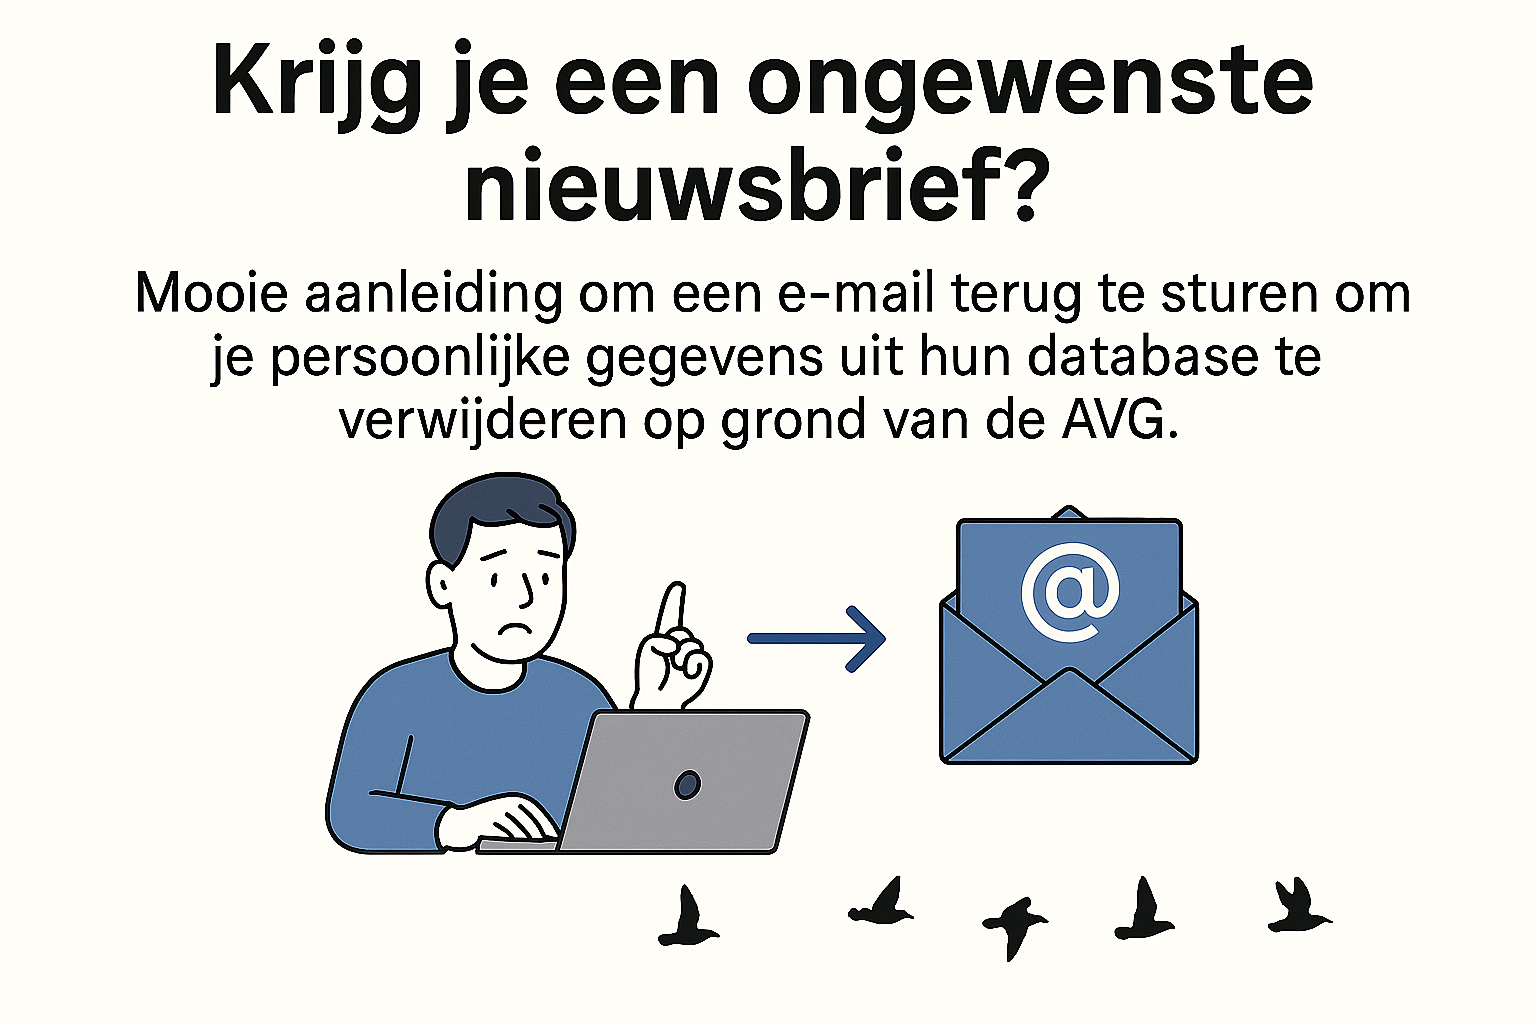 Krijg je een ongewenste
nieuwsbrief?
Mooie aanleiding om een e-mail terug te sturen om
je persoonlijke gegevens uit hun database te
verwijderen op grond van de AVG.
@